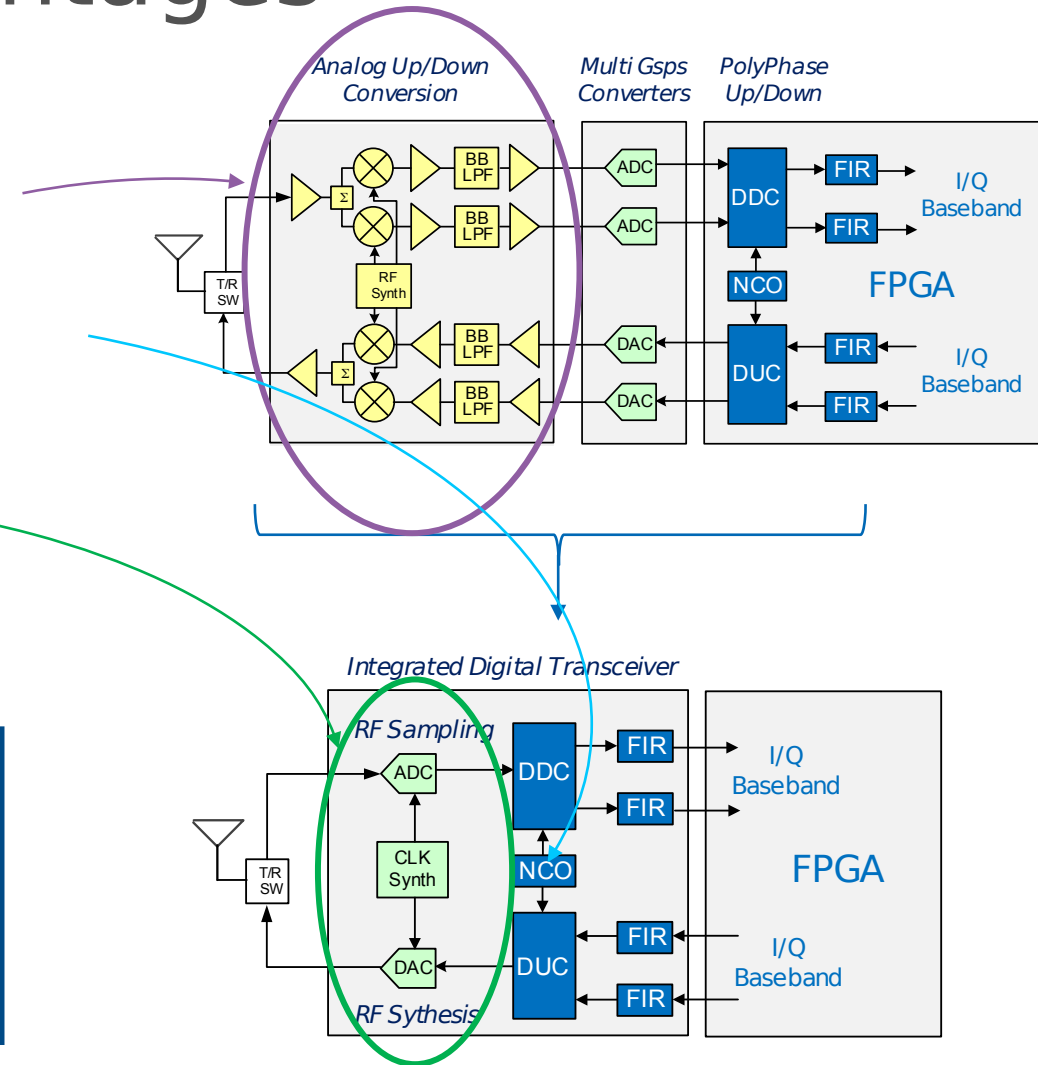 ntages
Analog Up/Down
Conversion
Multi Gsps
Converters
PolyPhase
Up/Down
Σ
BB
LPF
ADC
DDC
FIR
I/Q
Baseband
BB
LPF
ADC
FIR
T/R
SW
RF
Synth
NCO
FPGA
BB
LPF
DAC
DUC
FIR
I/Q
Baseband
Σ
BB
LPF
DAC
FIR
Integrated Digital Transceiver
RF Sampling
ADC
DDC
FIR
I/Q
Baseband
FIR
T/R
SW
CLK
Synth
NCO
FPGA
DAC
DUC
FIR
I/Q
Baseband
FIR
RF Sythesis